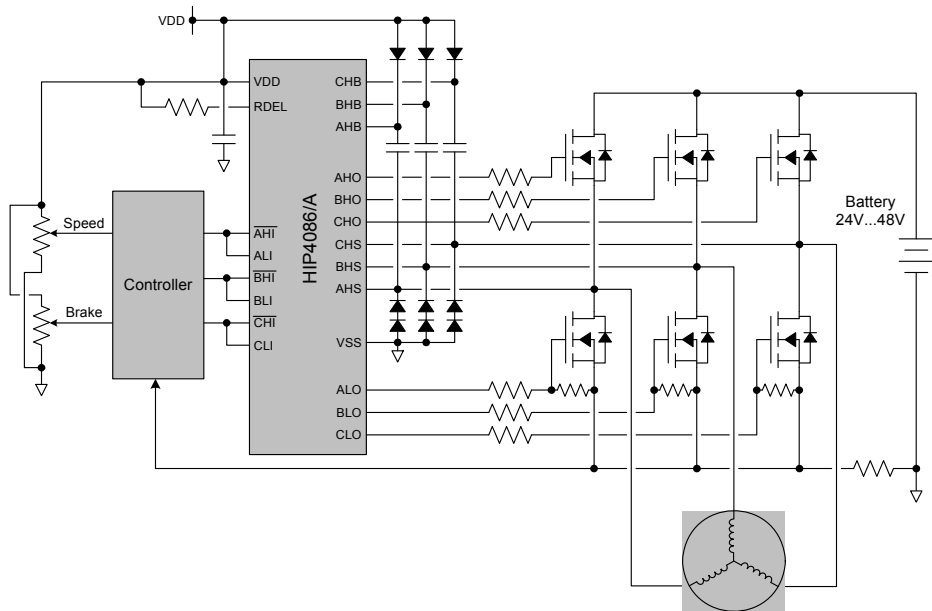 VDD
VDD
RDEL
CHB
BHB
AHB
AHO
BHO
CHO
CHS
BHS
AHS
VSS
ALO
BLO
CLO
AHI
ALI
BHI
BLI
CHI
CLI
HIP4086/A
Controller
Speed
Brake
Battery
24V...48V